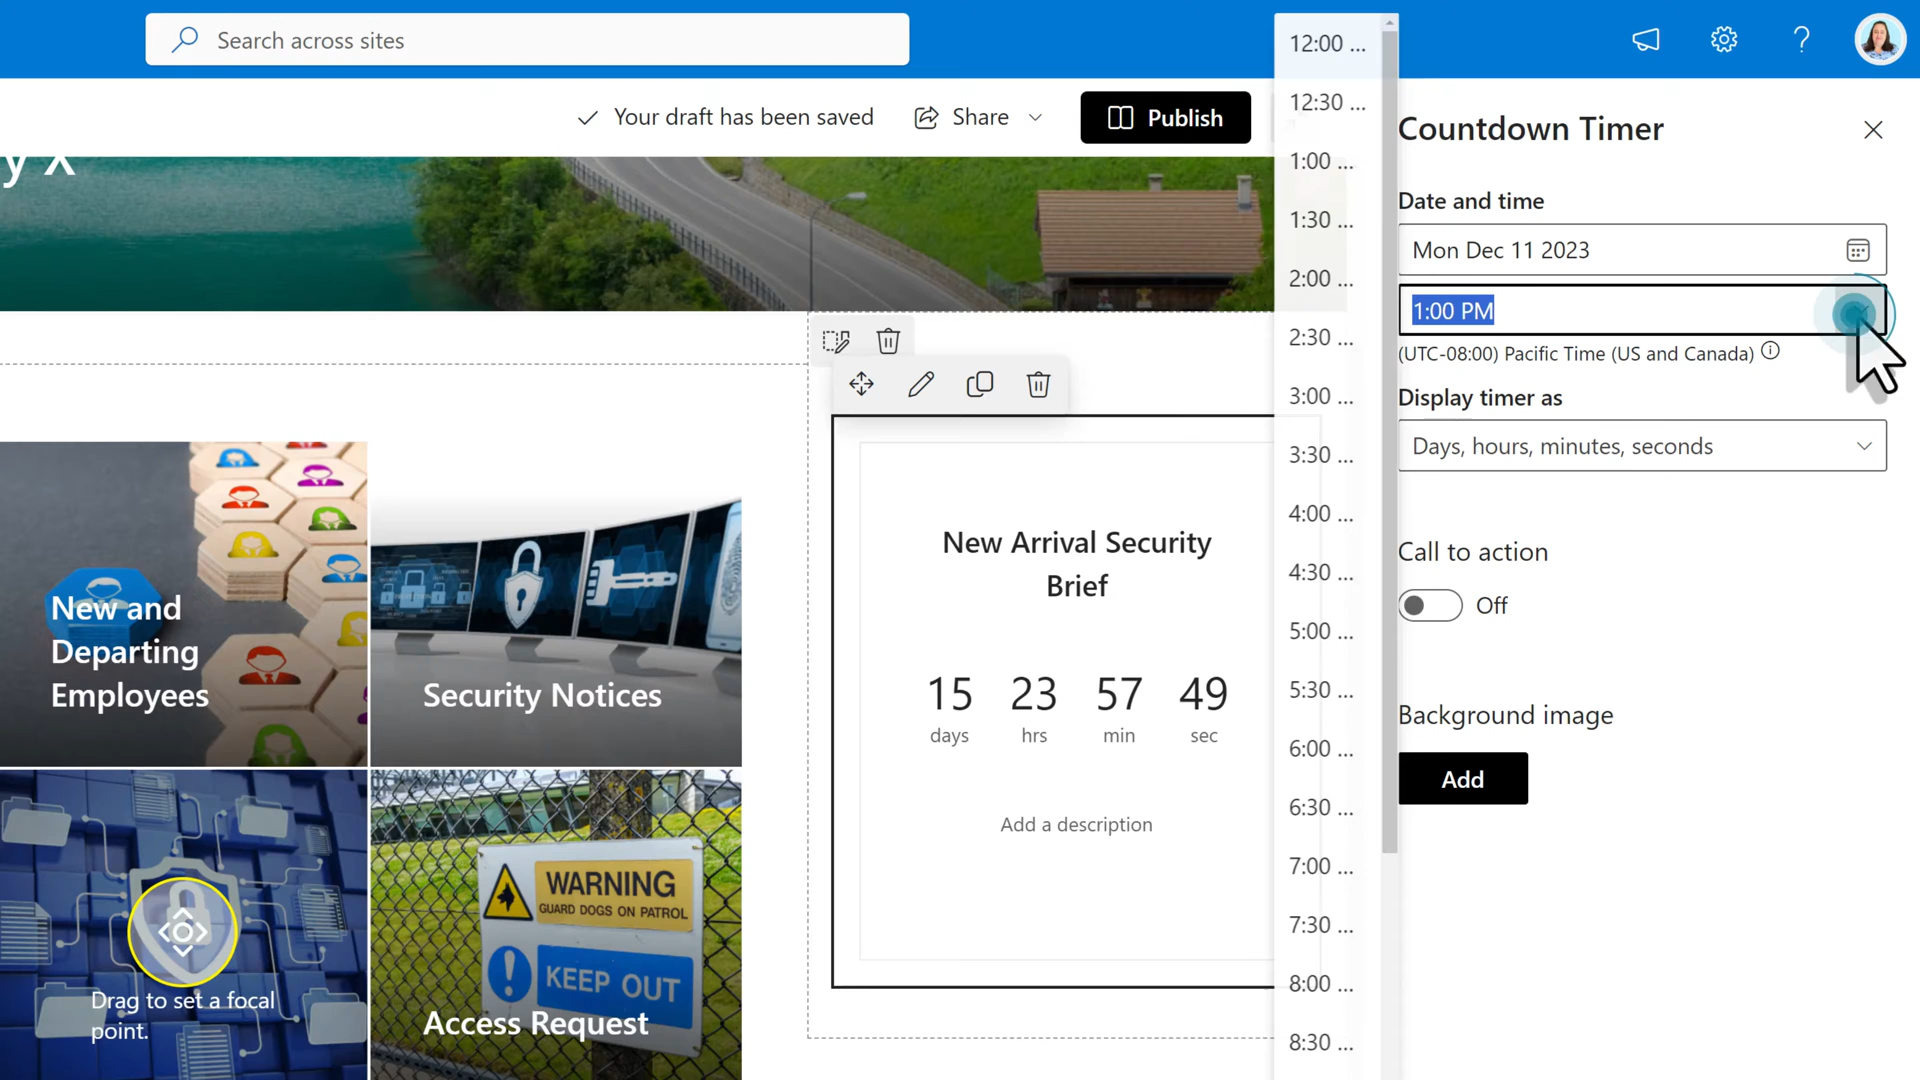 Search across sites
Your draft has been saved
Share
Publish
y X
New and
Departing
Employees
Security Notices
Drag to set a focal
point.
WARNING
GUARD DOGS ON PATROL
KEEP OUT
Access Request
New Arrival Security
Brief
15 23 57 49
days hrs min sec
Add a description
12:00 ...
12:30 ...
1:00 ...
1:30 ...
2:00 ...
2:30 ...
3:00 ...
3:30 ...
4:00 ...
4:30 ...
5:00 ...
5:30 ...
6:00 ...
6:30 ...
7:00 ...
7:30 ...
8:00 ...
8:30 ...
Countdown Timer
Date and time
Mon Dec 11 2023
1:00 PM
(UTC-08:00) Pacific Time (US and Canada)
Display timer as
Days, hours, minutes, seconds
Call to action
Off
Background image
Add